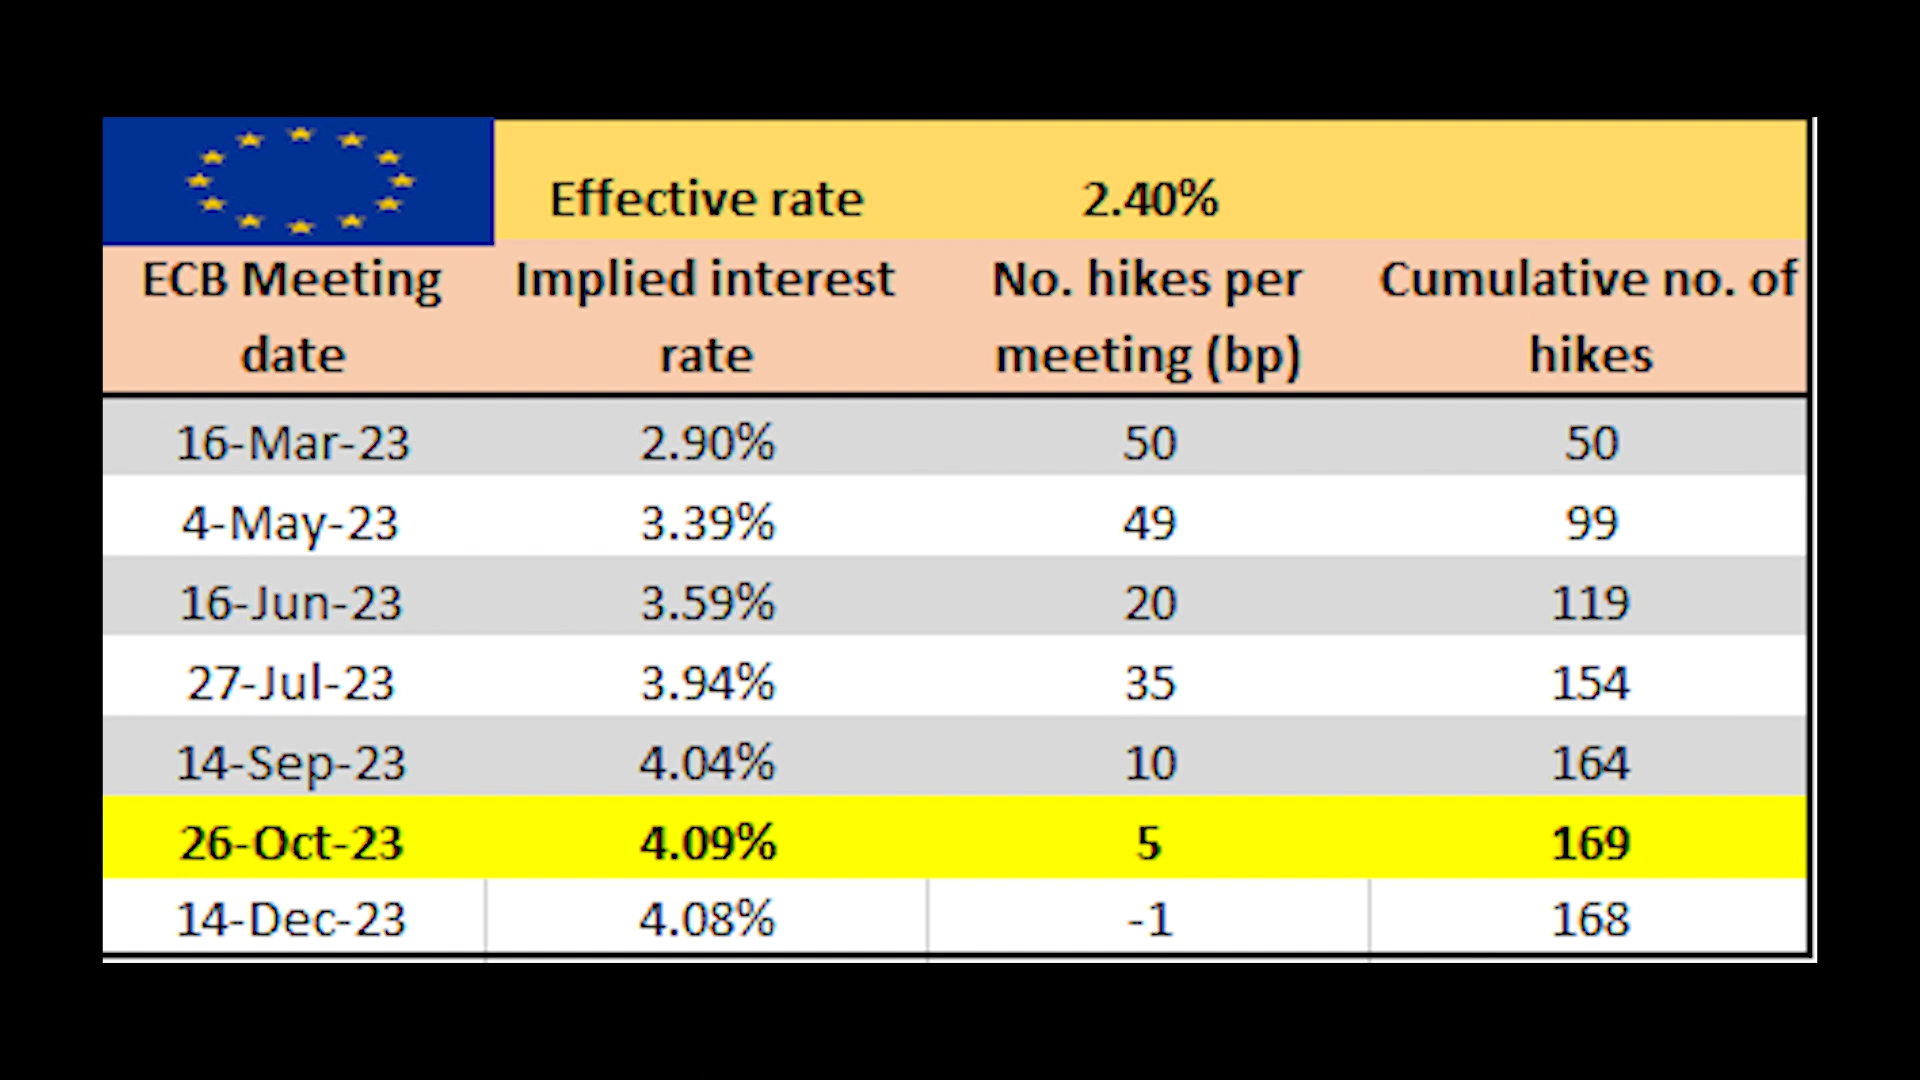 Effective rate 2.40%
ECB Meeting date Implied interest rate No. hikes per meeting (bp) Cumulative no. of hikes
16-Mar-23 2.90% 50 50
4-May-23 3.39% 49 99
16-Jun-23 3.59% 20 119
27-Jul-23 3.94% 35 154
14-Sep-23 4.04% 10 164
26-Oct-23 4.09% 5 169
14-Dec-23 4.08% -1 168